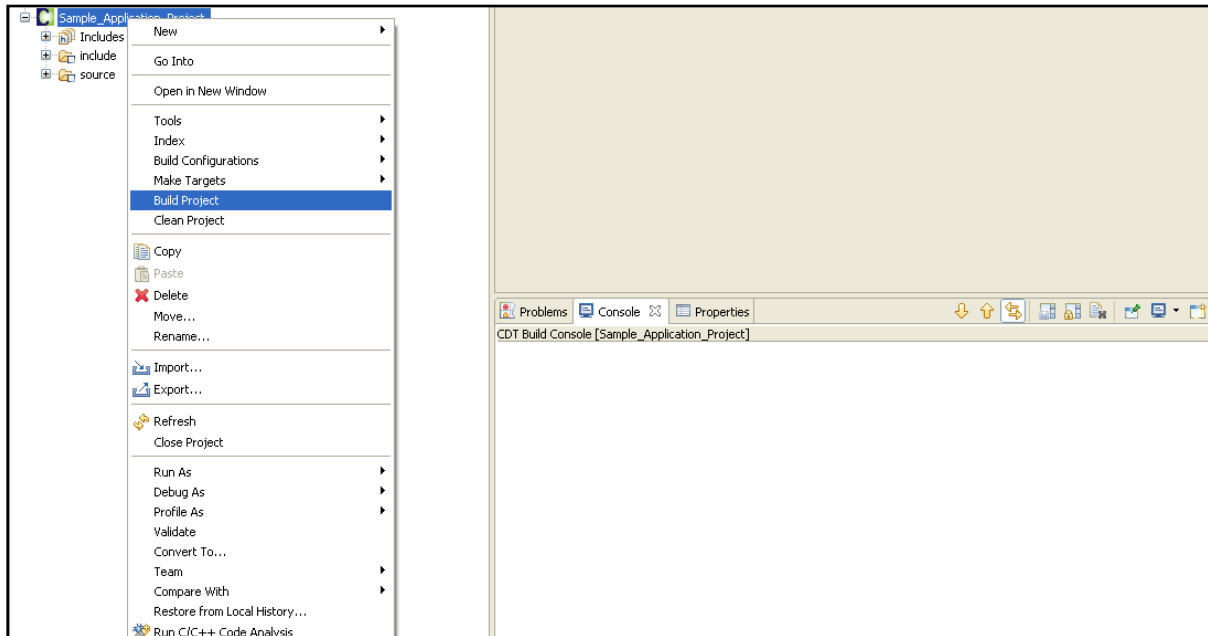 Sample_Application_Project
Includes
include
source
New
Go Into
Open in New Window
Tools
Index
Build Configurations
Make Targets
Build Project
Clean Project
Copy
Paste
Delete
Move...
Rename...
Import...
Export...
Refresh
Close Project
Run As
Debug As
Profile As
Validate
Convert To...
Team
Compare With
Restore from Local History...
Run C/C++ Code Analysis
Problems Console Properties
CDT Build Console [Sample_Application_Project]